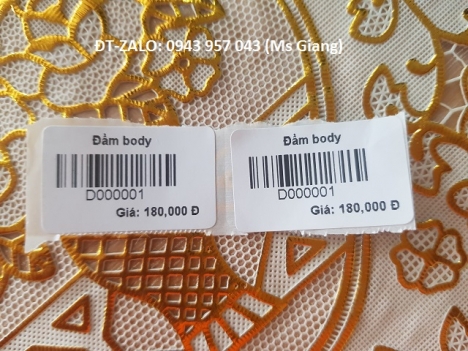 ĐT-ZALO: 0943 957 043 (Ms Giang)
Đầm body
D000001
Giá: 180,000 Đ
Đầm body
D000001
Giá: 180,000 Đ